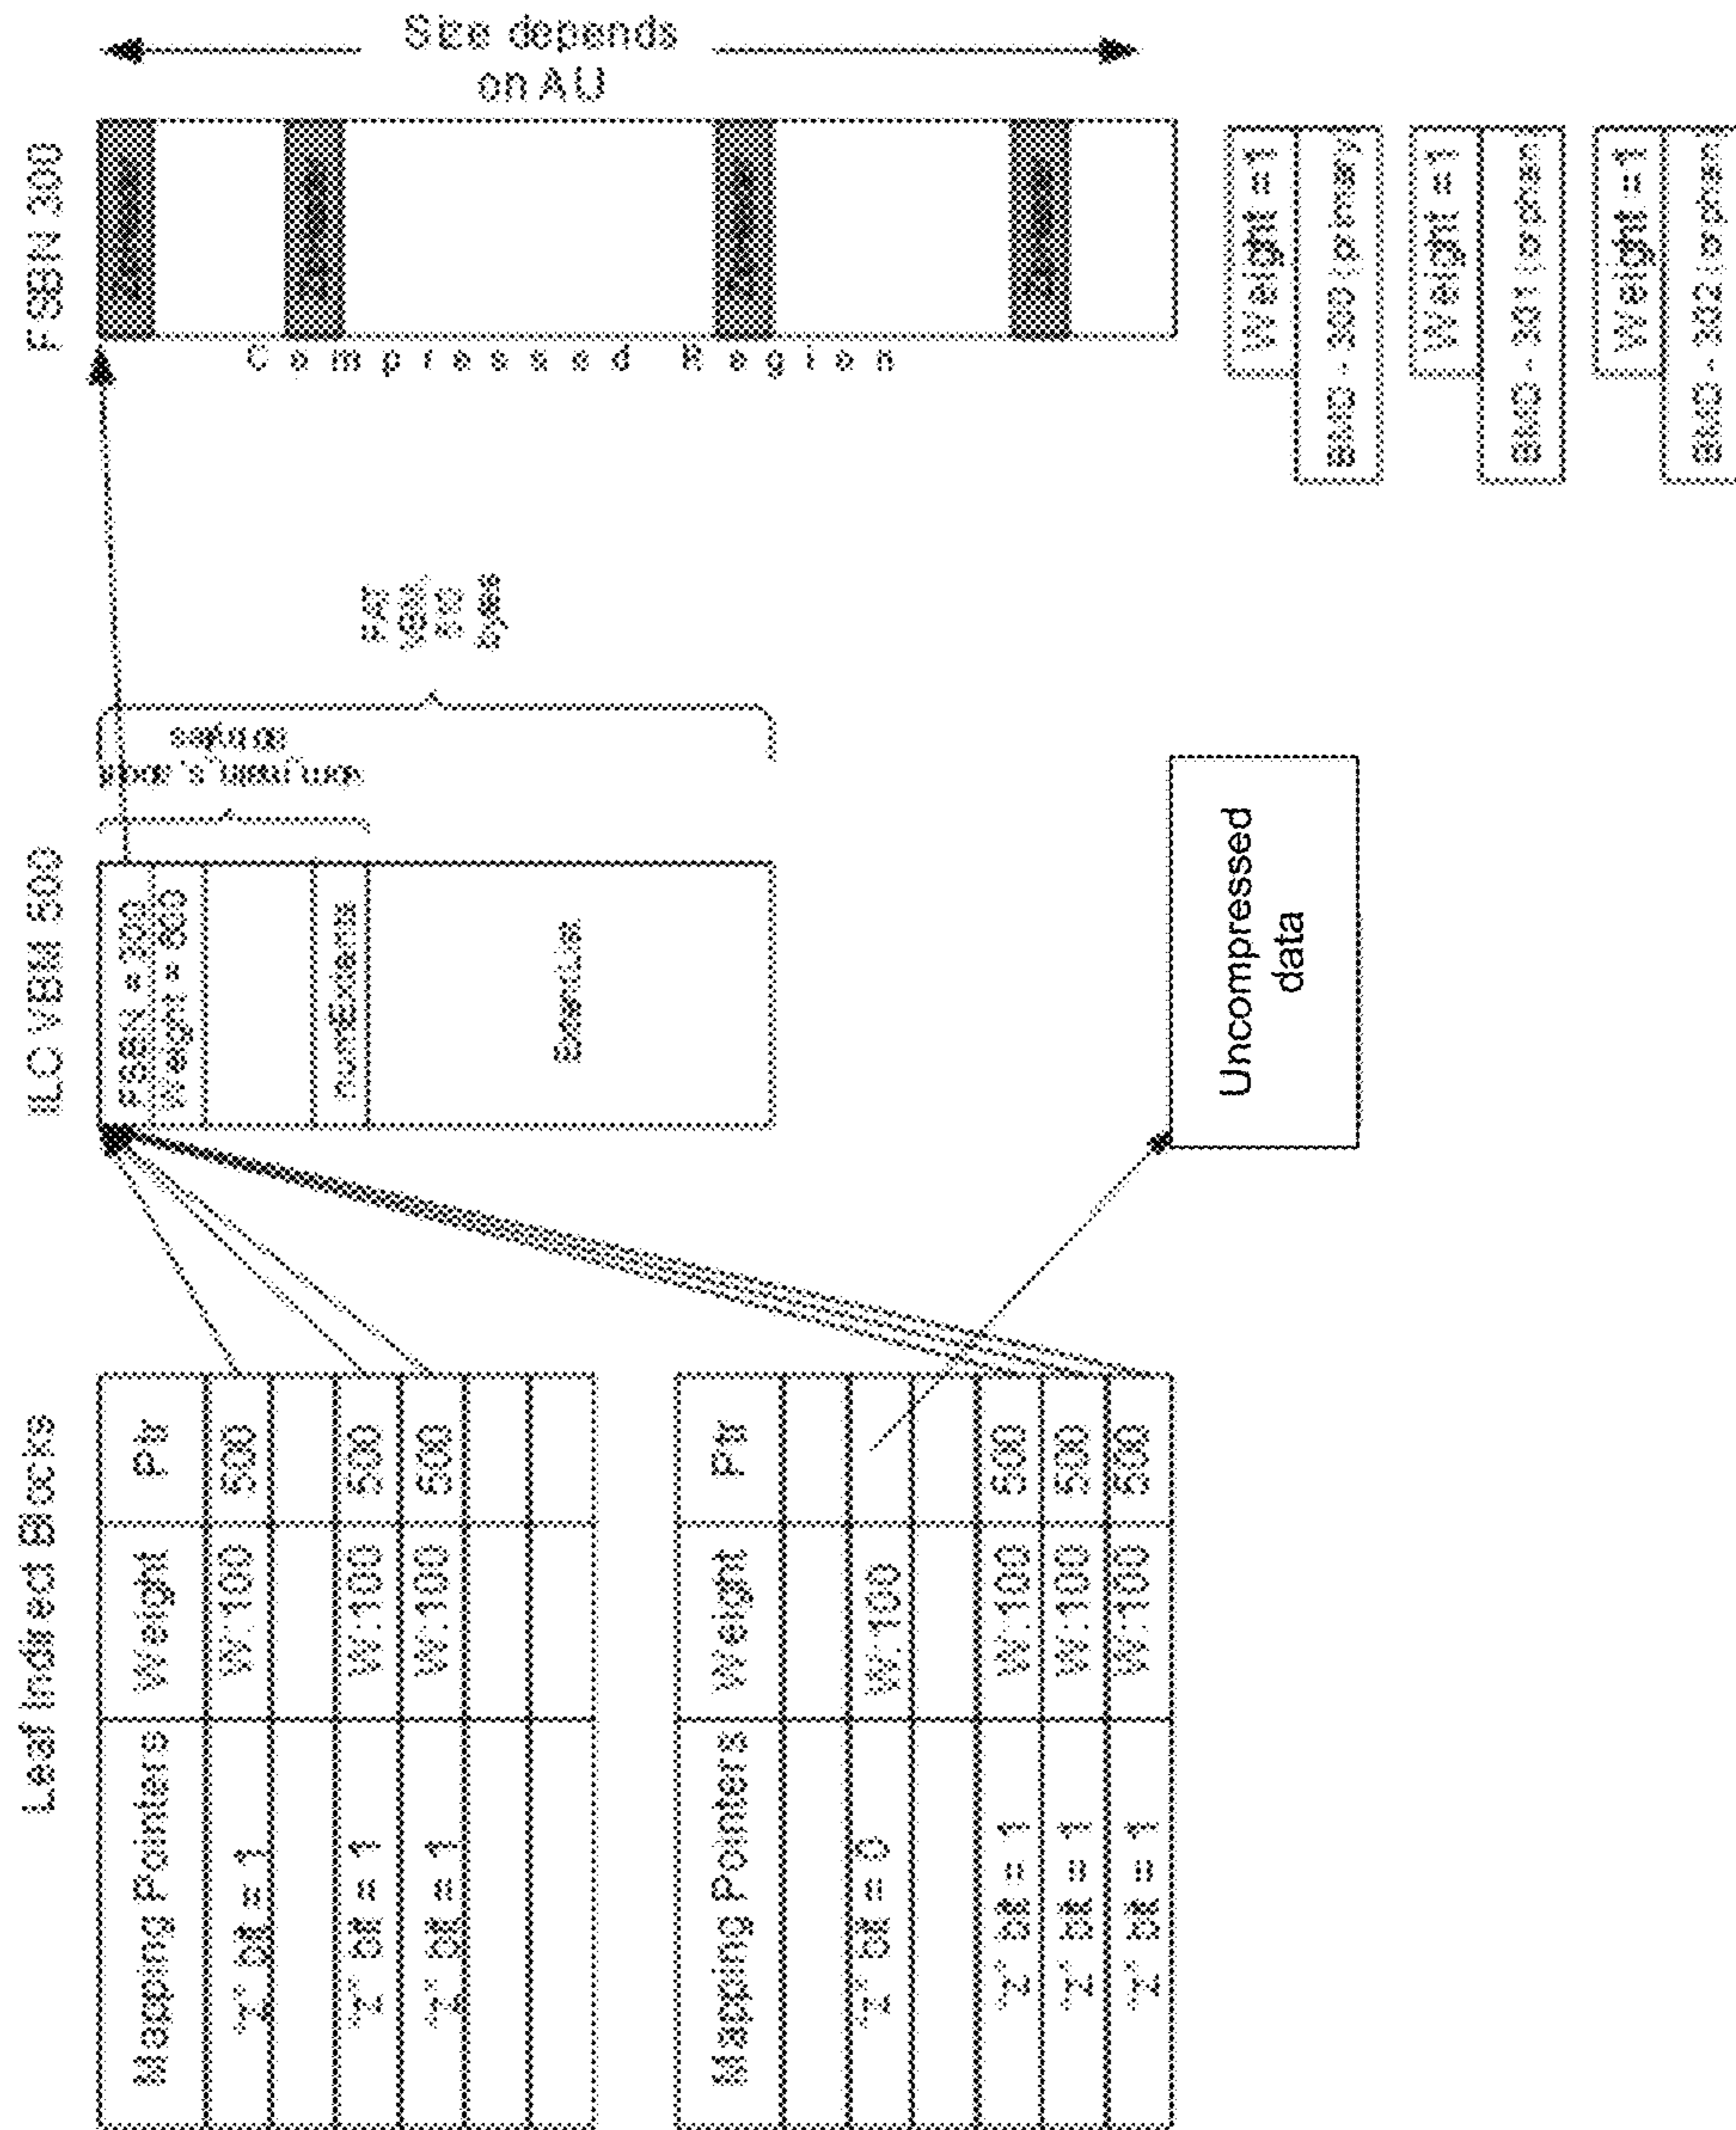 Leaf Indirect Blocks
Mapping Pointers Weight Ptr
"Z" bit = 1 W:100 500
"Z" bit = 1 W:100 500
"Z" bit = 1 W:100 500
Mapping Pointers Weight Ptr
"Z" bit = 0 W:100
"Z" bit = 1 W:100 500
"Z" bit = 1 W:100 500
"Z" bit = 1 W:100 500
ILC VBM 500
FSBN = 300
Weight = 600
NumExtents
Uncompressed
data
FSBN 300
Size depends
on AU
Compressed Region
Weight =1
Weight =1
Weight =1